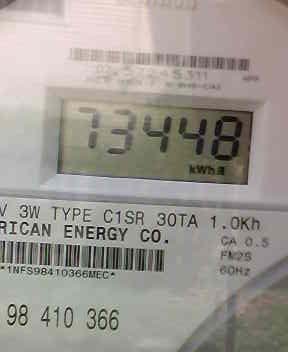 73448
kWh
V 3W TYPE C1SR 30TA 1.0Kh
RICAN ENERGY CO.
CA 0.5
FM2S
60Hz
*1NFS98410366MEC*
98 410 366